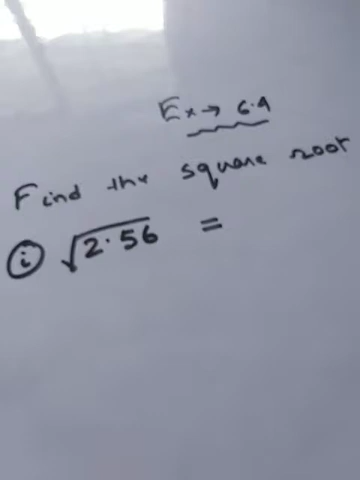 Ex → 6.4
Find the square root
(i) √2.56 =